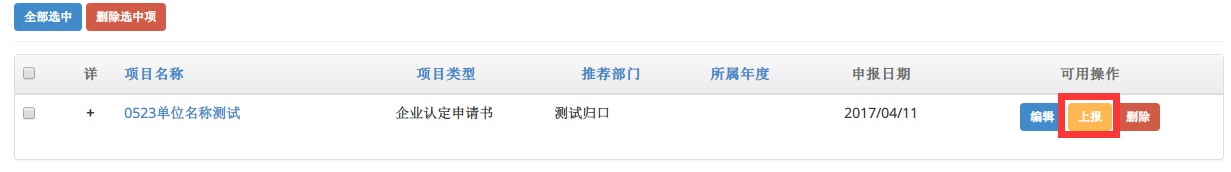 全部选中 删除选中项
详 项目名称 项目类型 推荐部门 所属年度 申报日期 可用操作
+ 0523单位名称测试 企业认定申请书 测试归口 2017/04/11 编辑 上报 删除